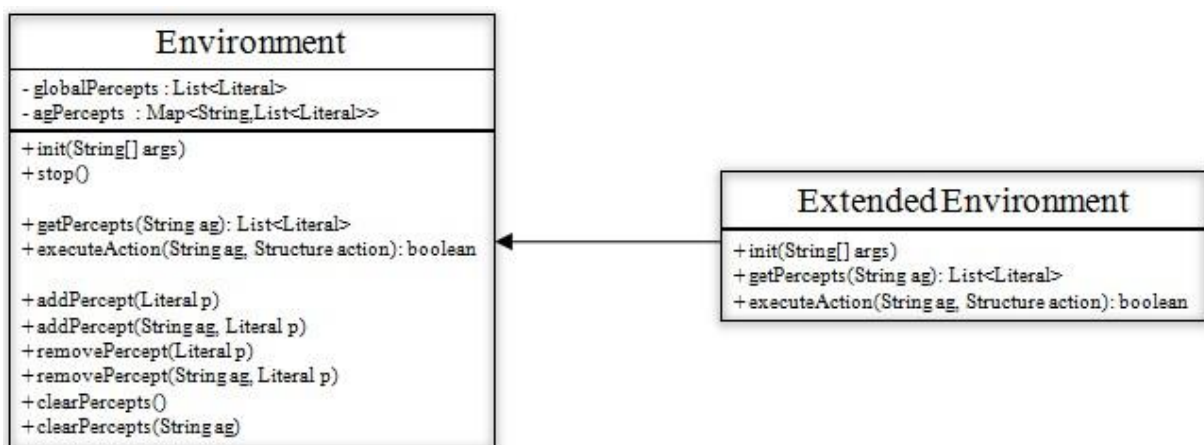 Environment
- globalPercepts : List<Literal>
- agPercepts : Map<String,List<Literal>>
+init(String[] args)
+stop()
+getPercepts(String ag): List<Literal>
+executeAction(String ag, Structure action): boolean
+addPercept(Literal p)
+addPercept(String ag, Literal p)
+removePercept(Literal p)
+removePercept(String ag, Literal p)
+clearPercepts()
+clearPercepts(String ag)
Extended Environment
+init(String[] args)
+getPercepts(String ag): List<Literal>
+executeAction(String ag, Structure action): boolean